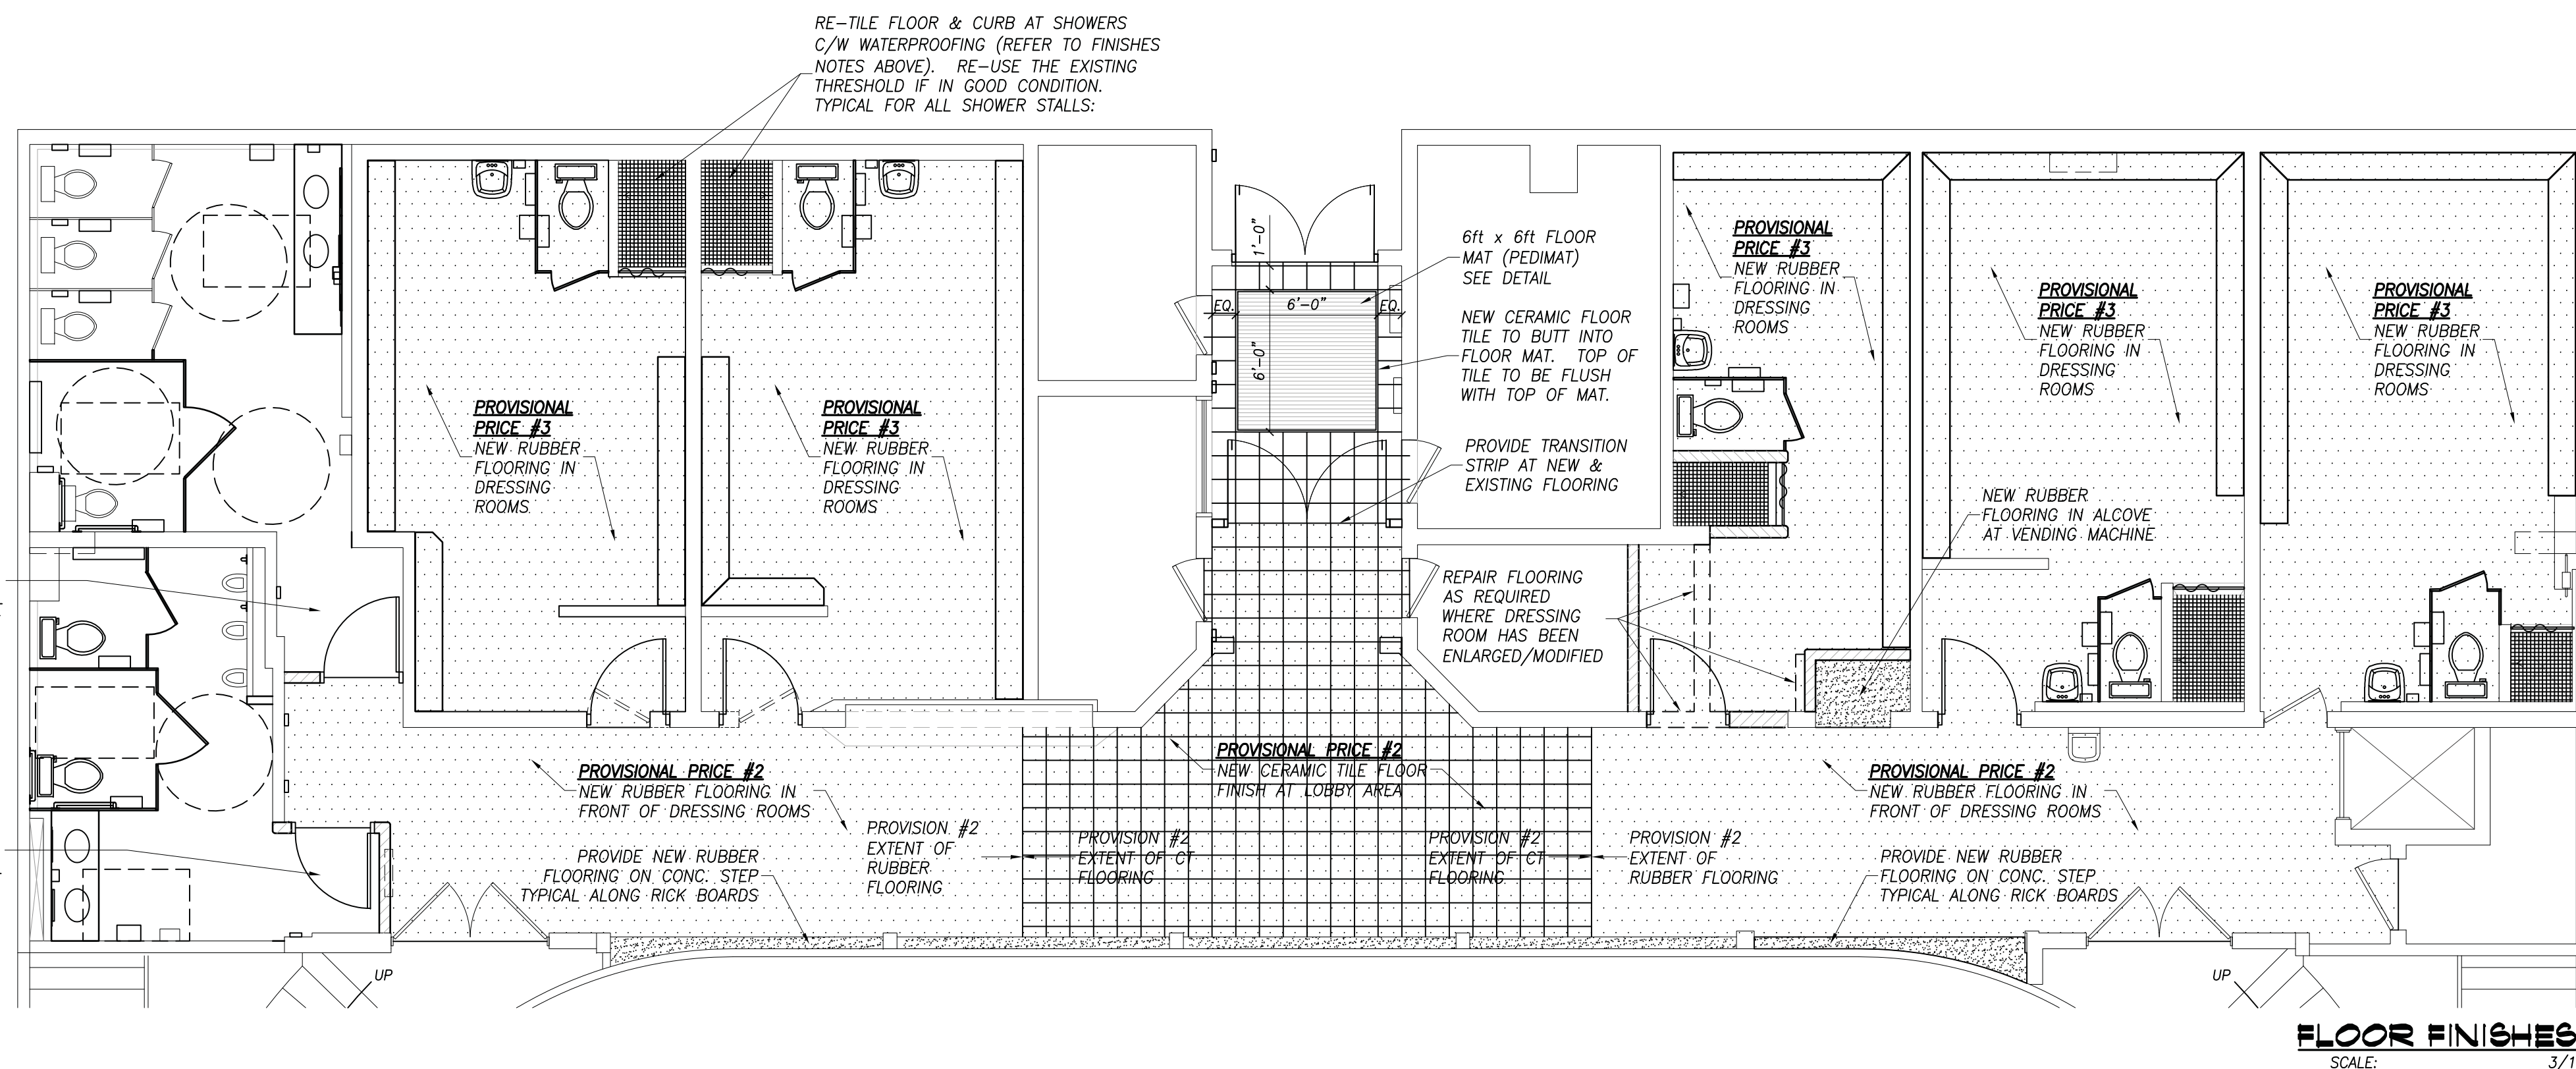 RE-TILE FLOOR & CURB AT SHOWERS
C/W WATERPROOFING (REFER TO FINISHES
NOTES ABOVE). RE-USE THE EXISTING
THRESHOLD IF IN GOOD CONDITION.
TYPICAL FOR ALL SHOWER STALLS:
1'-0"
EQ.
6'-0"
EQ.
6'-0"
6ft x 6ft FLOOR
MAT (PEDIMAT)
SEE DETAIL
NEW CERAMIC FLOOR
TILE TO BUTT INTO
FLOOR MAT. TOP OF
TILE TO BE FLUSH
WITH TOP OF MAT.
PROVIDE TRANSITION
STRIP AT NEW &
EXISTING FLOORING
PROVISIONAL
PRICE #3
NEW RUBBER
FLOORING IN
DRESSING
ROOMS
PROVISIONAL
PRICE #3
NEW RUBBER
FLOORING IN
DRESSING
ROOMS
PROVISIONAL
PRICE #3
NEW RUBBER
FLOORING IN
DRESSING
ROOMS
PROVISIONAL
PRICE #3
NEW RUBBER
FLOORING IN
DRESSING
ROOMS
PROVISIONAL
PRICE #3
NEW RUBBER
FLOORING IN
DRESSING
ROOMS
NEW RUBBER
FLOORING IN ALCOVE
AT VENDING MACHINE
REPAIR FLOORING
AS REQUIRED
WHERE DRESSING
ROOM HAS BEEN
ENLARGED/MODIFIED
PROVISIONAL PRICE #2
NEW RUBBER FLOORING IN
FRONT OF DRESSING ROOMS
PROVIDE NEW RUBBER
FLOORING ON CONC. STEP
TYPICAL ALONG RICK BOARDS
PROVISION #2
EXTENT OF
RUBBER
FLOORING
PROVISIONAL PRICE #2
NEW CERAMIC TILE FLOOR
FINISH AT LOBBY AREA
PROVISION #2
EXTENT OF CT
FLOORING
PROVISION #2
EXTENT OF CT
FLOORING
PROVISION #2
EXTENT OF
RUBBER FLOORING
PROVISIONAL PRICE #2
NEW RUBBER FLOORING IN
FRONT OF DRESSING ROOMS
PROVIDE NEW RUBBER
FLOORING ON CONC. STEP
TYPICAL ALONG RICK BOARDS
UP
UP
FLOOR FINISHES
SCALE: 3/1